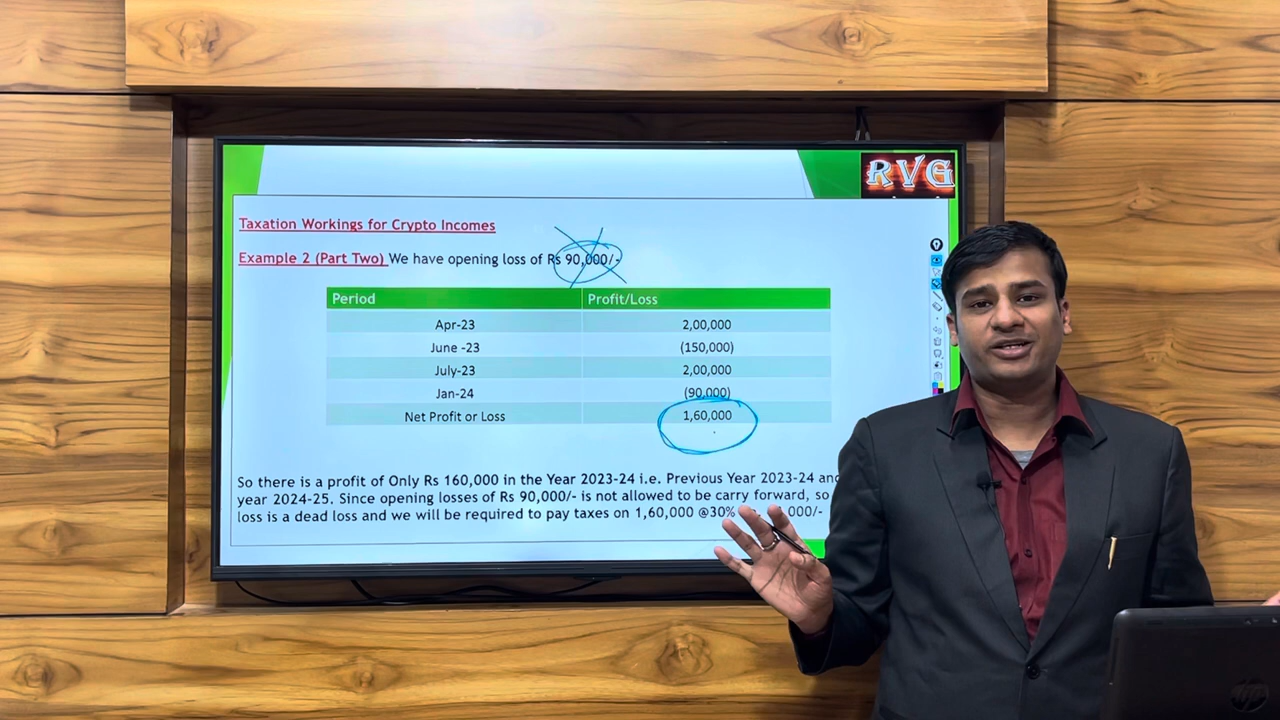 RVG
Taxation Workings for Crypto Incomes
Example 2 (Part Two) We have opening loss of Rs 90,000/-
Period Profit/Loss
Apr-23 2,00,000
June -23 (150,000)
July-23 2,00,000
Jan-24 (90,000)
Net Profit or Loss 1,60,000
So there is a profit of Only Rs 160,000 in the Year 2023-24 i.e. Previous Year 2023-24 and
year 2024-25. Since opening losses of Rs 90,000/- is not allowed to be carry forward, so
loss is a dead loss and we will be required to pay taxes on 1,60,000 @30% 000/-
hp